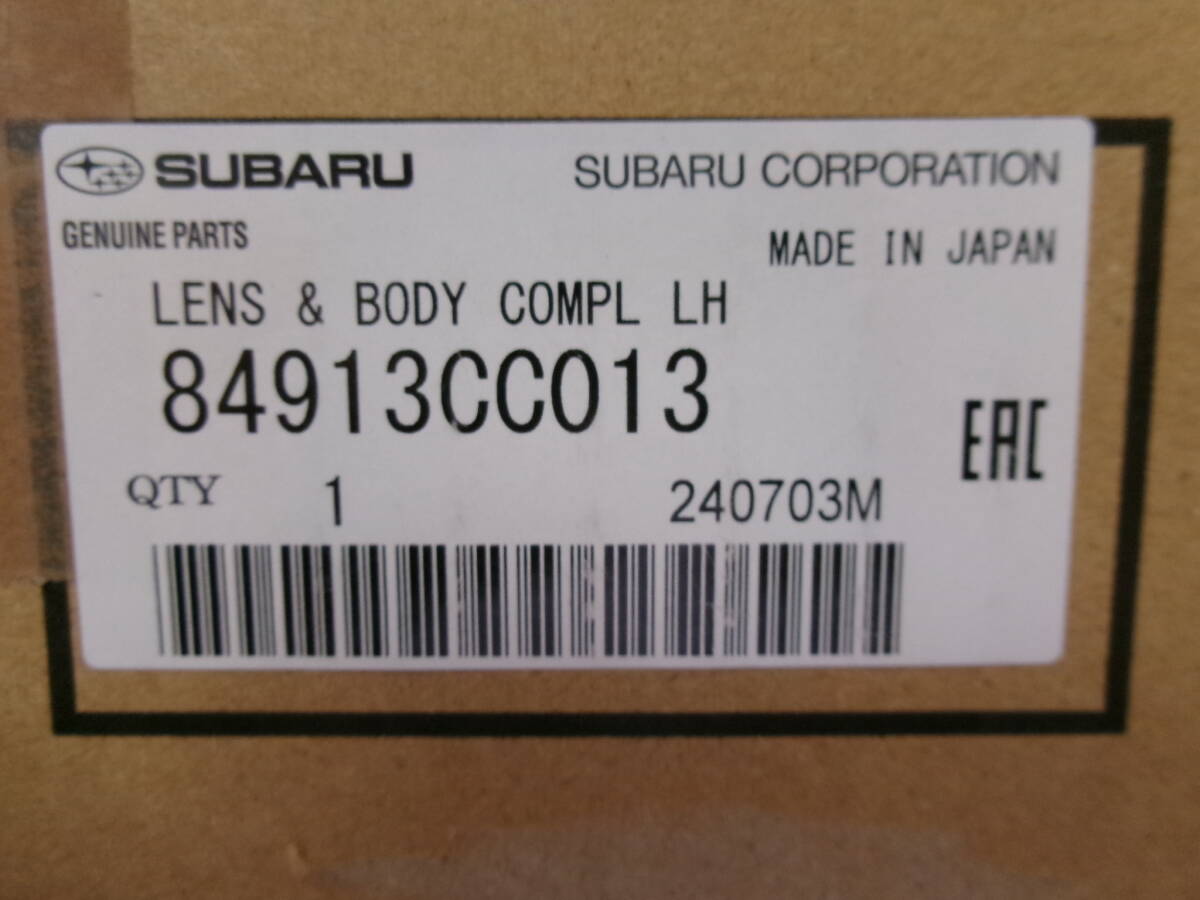 SUBARU SUBARU CORPORATION
GENUINE PARTS MADE IN JAPAN
LENS & BODY COMPL LH
84913CC013
EAC
QTY 1 240703M